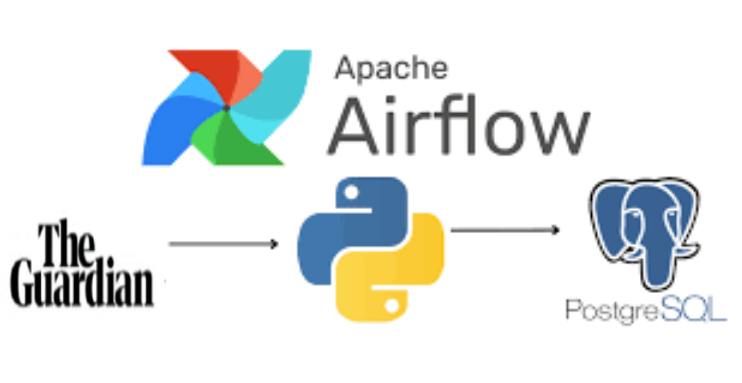 Apache
Airflow
The
Guardian
PostgreSQL